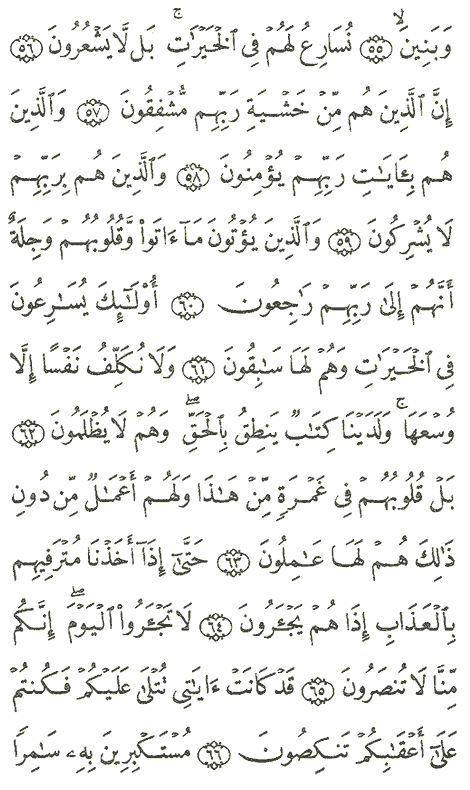 وَبَنِينَ ۙ ﴿٥٥﴾ نُسَارِعُ لَهُمْ فِى ٱلْخَيْرَٰتِ ۚ بَل لَّا يَشْعُرُونَ ﴿٥٦﴾
إِنَّ ٱلَّذِينَ هُم مِّنْ خَشْيَةِ رَبِّهِم مُّشْفِقُونَ ﴿٥٧﴾ وَٱلَّذِينَ
هُم بِـَٔايَـٰتِ رَبِّهِمْ يُؤْمِنُونَ ﴿٥٨﴾ وَٱلَّذِينَ هُم بِرَبِّهِمْ
لَا يُشْرِكُونَ ﴿٥٩﴾ وَٱلَّذِينَ يُؤْتُونَ مَآ ءَاتَوا۟ وَّقُلُوبُهُمْ وَجِلَةٌ
أَنَّهُمْ إِلَىٰ رَبِّهِمْ رَٰجِعُونَ ﴿٦٠﴾ أُو۟لَـٰٓئِكَ يُسَـٰرِعُونَ
فِى ٱلْخَيْرَٰتِ وَهُمْ لَهَا سَـٰبِقُونَ ﴿٦١﴾ وَلَا نُكَلِّفُ نَفْسًا إِلَّا
وُسْعَهَا ۚ وَلَدَيْنَا كِتَـٰبٌ يَنطِقُ بِٱلْحَقِّ ۖ وَهُمْ لَا يُظْلَمُونَ ﴿٦٢﴾
بَلْ قُلُوبُهُمْ فِى غَمْرَةٍ مِّنْ هَـٰذَا وَلَهُمْ أَعْمَـٰلٌ مِّن دُونِ
ذَٰلِكَ هُمْ لَهَا عَـٰمِلُونَ ﴿٦٣﴾ حَتَّىٰٓ إِذَآ أَخَذْنَا مُتْرَفِيهِم
بِٱلْعَذَابِ إِذَا هُمْ يَجْـَٔرُونَ ﴿٦٤﴾ لَا تَجْـَٔرُوا۟ ٱلْيَوْمَ ۖ إِنَّكُم
مِّنَّا لَا تُنصَرُونَ ﴿٦٥﴾ قَدْ كَانَتْ ءَايَـٰتِى تُتْلَىٰ عَلَيْكُمْ فَكُنتُمْ
عَلَىٰٓ أَعْقَـٰبِكُمْ تَنكِصُونَ ﴿٦٦﴾ مُسْتَكْبِرِينَ بِهِۦ سَـٰمِرًا